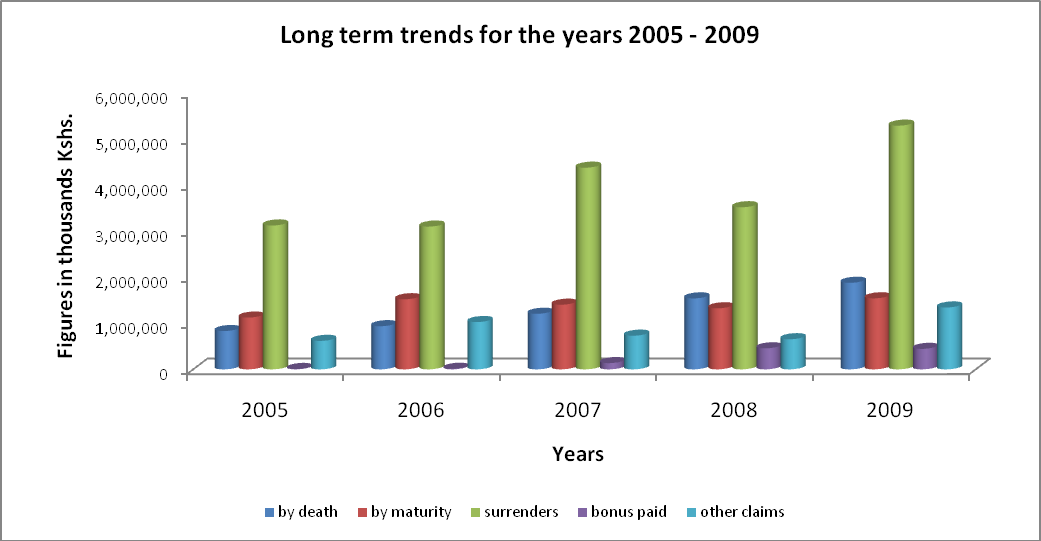 Long term trends for the years 2005 - 2009
Figures in thousands Kshs.
6,000,000
5,000,000
4,000,000
3,000,000
2,000,000
1,000,000
0
2005 2006 2007 2008 2009
Years
by death by maturity surrenders bonus paid other claims